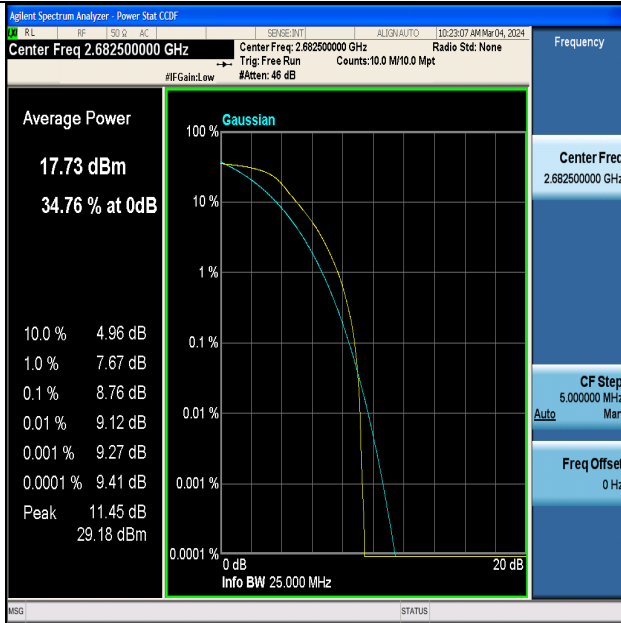 Agilent Spectrum Analyzer - Power Stat CCDF
LXI RL RF 50 Ω AC SENSE:INT ALIGN AUTO 10:23:07 AM Mar 04, 2024
Center Freq 2.682500000 GHz
Center Freq: 2.682500000 GHz Radio Std: None
Trig: Free Run Counts:10.0 M/10.0 Mpt
#IFGain:Low #Atten: 46 dB
Frequency
Average Power
17.73 dBm
34.76 % at 0dB
10.0 % 4.96 dB
1.0 % 7.67 dB
0.1 % 8.76 dB
0.01 % 9.12 dB
0.001 % 9.27 dB
0.0001 % 9.41 dB
Peak 11.45 dB
29.18 dBm
Gaussian
100 %
10 %
1 %
0.1 %
0.01 %
0.001 %
0.0001 %
0 dB 20 dB
Info BW 25.000 MHz
Center Freq
2.682500000 GHz
CF Step
5.000000 MHz
Auto Man
Freq Offset
0 Hz
MSG STATUS